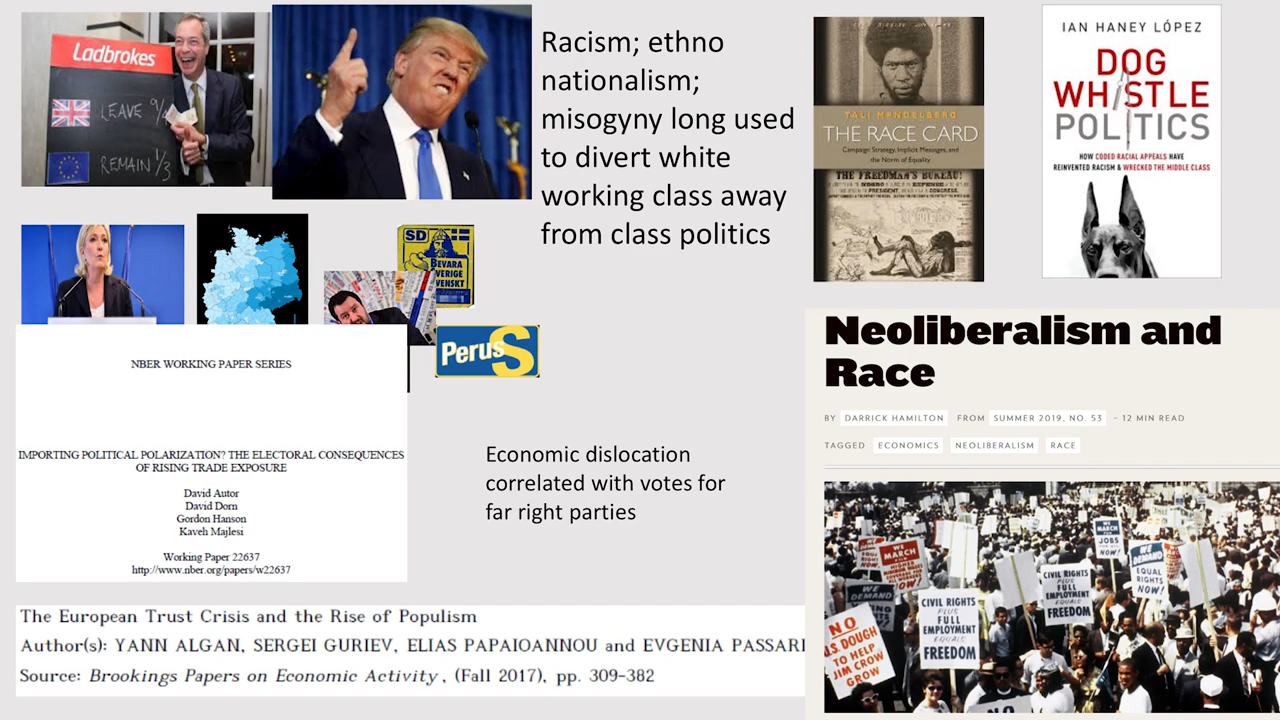 Ladbrokes
LEAVE
REMAIN
Racism; ethno
nationalism;
misogyny long used
to divert white
working class away
from class politics
TALI MENDELBERG
THE RACE CARD
Campaign Strategy, Implicit Messages, and
the Norm of Equality
THE FREEDMAN'S BUREAU!
IAN HANEY LÓPEZ
DOG
WHISTLE
POLITICS
HOW CODED RACIAL APPEALS HAVE
REINVENTED RACISM & WRECKED THE MIDDLE CLASS
SD
BEVARA
SVERIGE
SVENSKT
PerusS
NBER WORKING PAPER SERIES
IMPORTING POLITICAL POLARIZATION? THE ELECTORAL CONSEQUENCES
OF RISING TRADE EXPOSURE
David Autor
David Dorn
Gordon Hanson
Kaveh Majlesi
Working Paper 22637
http://www.nber.org/papers/w22637
Economic dislocation
correlated with votes for
far right parties
The European Trust Crisis and the Rise of Populism
Author(s): YANN ALGAN, SERGEI GURIEV, ELIAS PAPAIOANNOU and EVGENIA PASSARI
Source: Brookings Papers on Economic Activity, (Fall 2017), pp. 309-382
Neoliberalism and
Race
BY DARRICK HAMILTON FROM SUMMER 2019, NO. 53 – 12 MIN READ
TAGGED ECONOMICS NEOLIBERALISM RACE
WE
MARCH
WE MARCH
JOBS
NOW!
WE
DEMAND
EQUAL
RIGHTS
NOW!
WE
DEMAND
CIVIL RIGHTS
PLUS
FULL
EMPLOYMENT
EQUALS
FREEDOM
CIVIL RIGHTS
PLUS
FULL
EMPLOYMENT
EQUALS
FREEDOM
NO
U.S. DOUGH
TO HELP
JIM CROW
GROW
NO